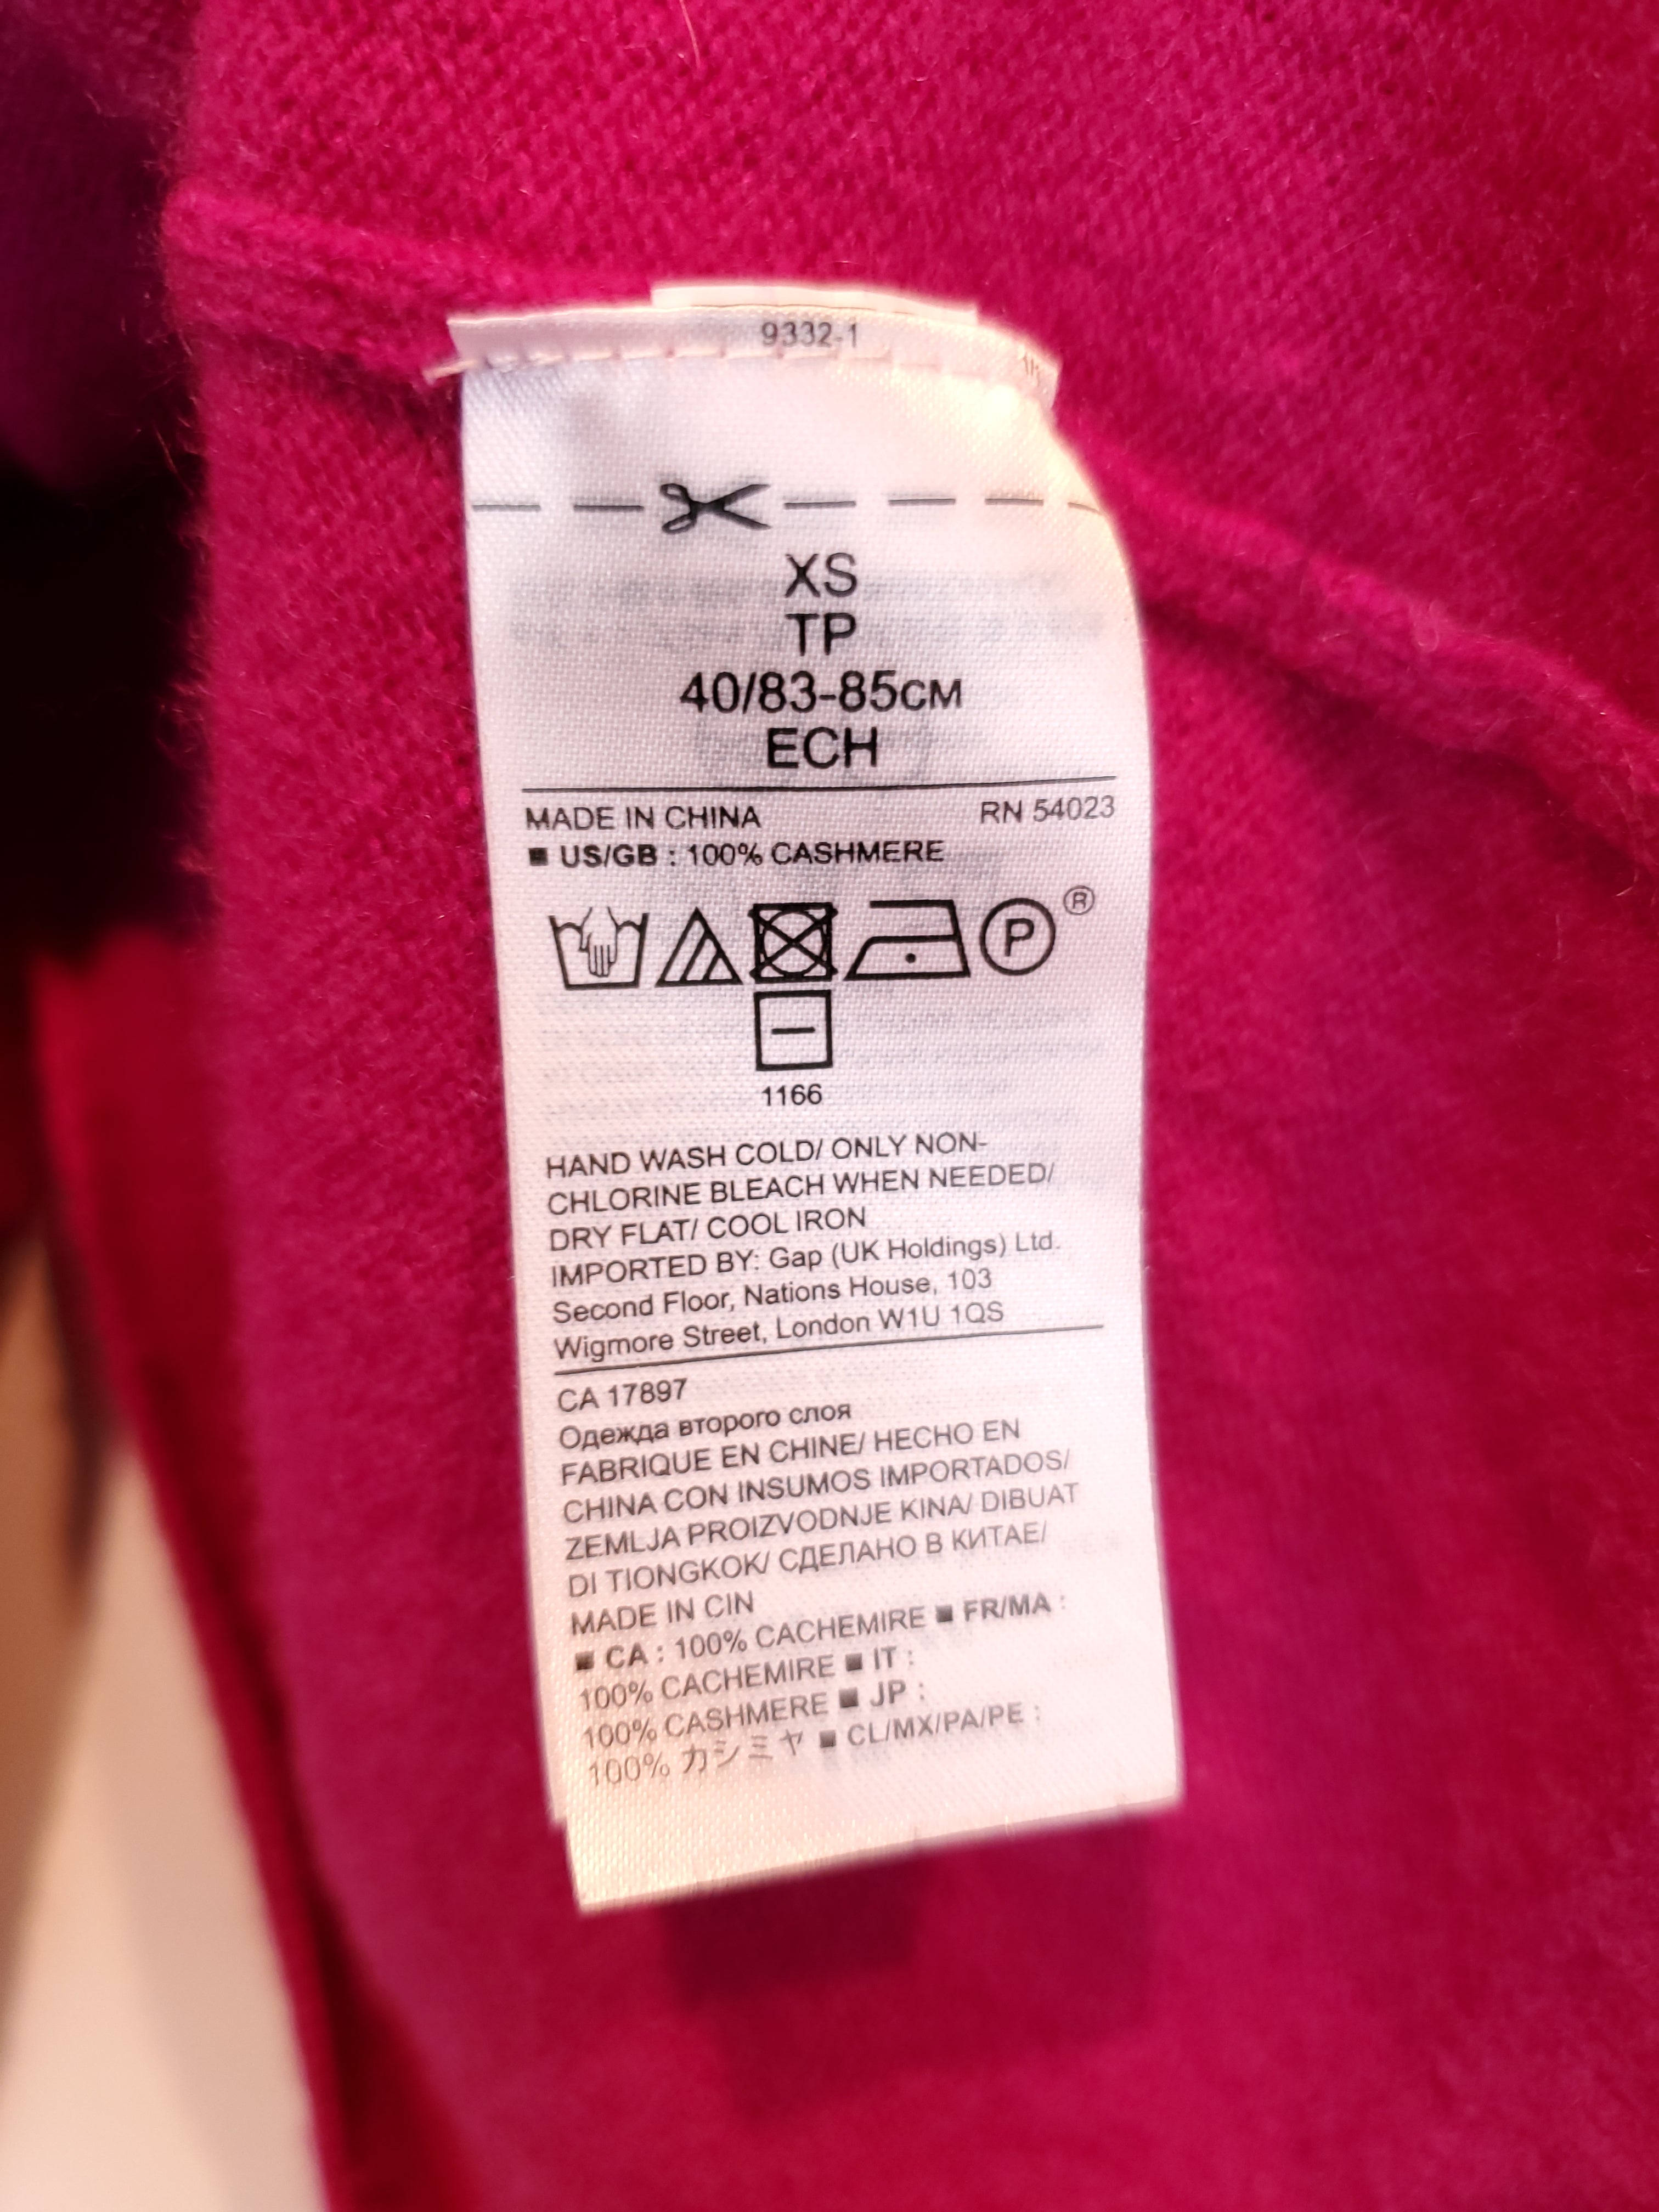 9332-1
XS
TP
40/83-85CM
ECH
MADE IN CHINA RN 54023
■ US/GB : 100% CASHMERE
P ®
1166
HAND WASH COLD/ ONLY NON-
CHLORINE BLEACH WHEN NEEDED/
DRY FLAT/ COOL IRON
IMPORTED BY: Gap (UK Holdings) Ltd.
Second Floor, Nations House, 103
Wigmore Street, London W1U 1QS
CA 17897
Одежда второго слоя
FABRIQUE EN CHINE/ HECHO EN
CHINA CON INSUMOS IMPORTADOS/
ZEMLJA PROIZVODNJE KINA/ DIBUAT
DI TIONGKOK/ СДЕЛАНО В КИТАЕ/
MADE IN CIN
■ CA : 100% CACHEMIRE ■ FR/MA :
100% CACHEMIRE ■ IT :
100% CASHMERE ■ JP :
100% カシミヤ ■ CL/MX/PA/PE :